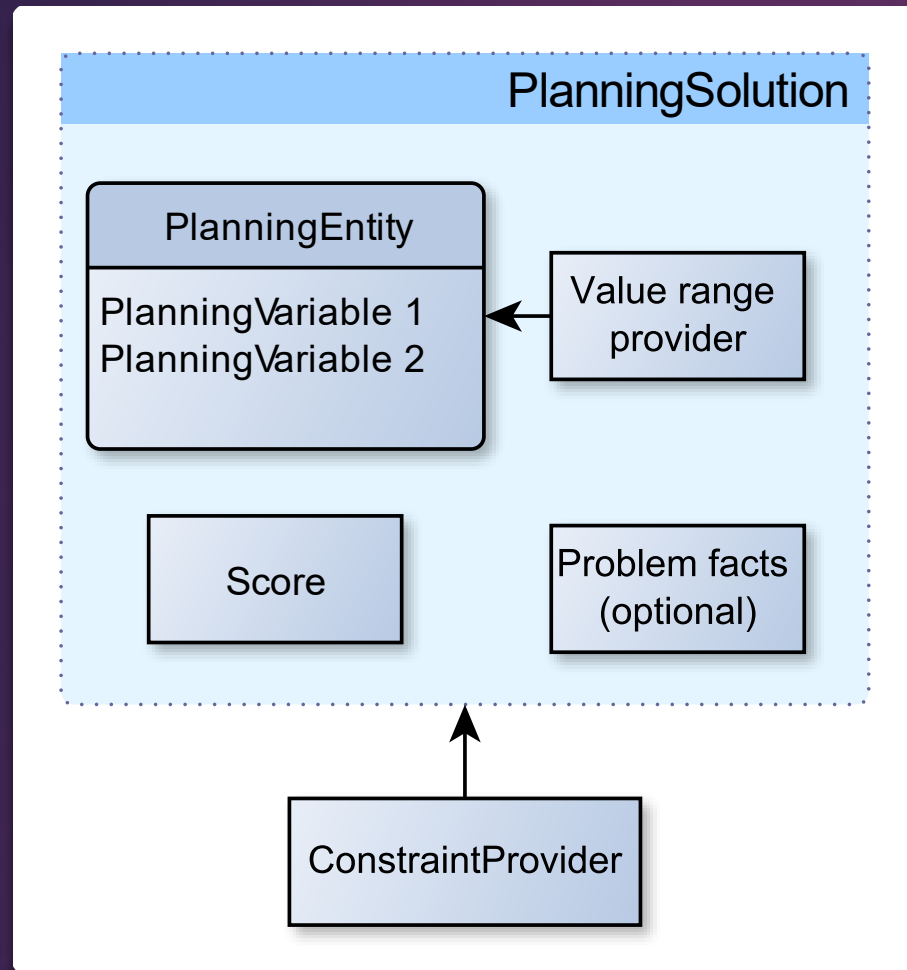 PlanningSolution
PlanningEntity
PlanningVariable 1
PlanningVariable 2
Value range
provider
Score
Problem facts
(optional)
ConstraintProvider